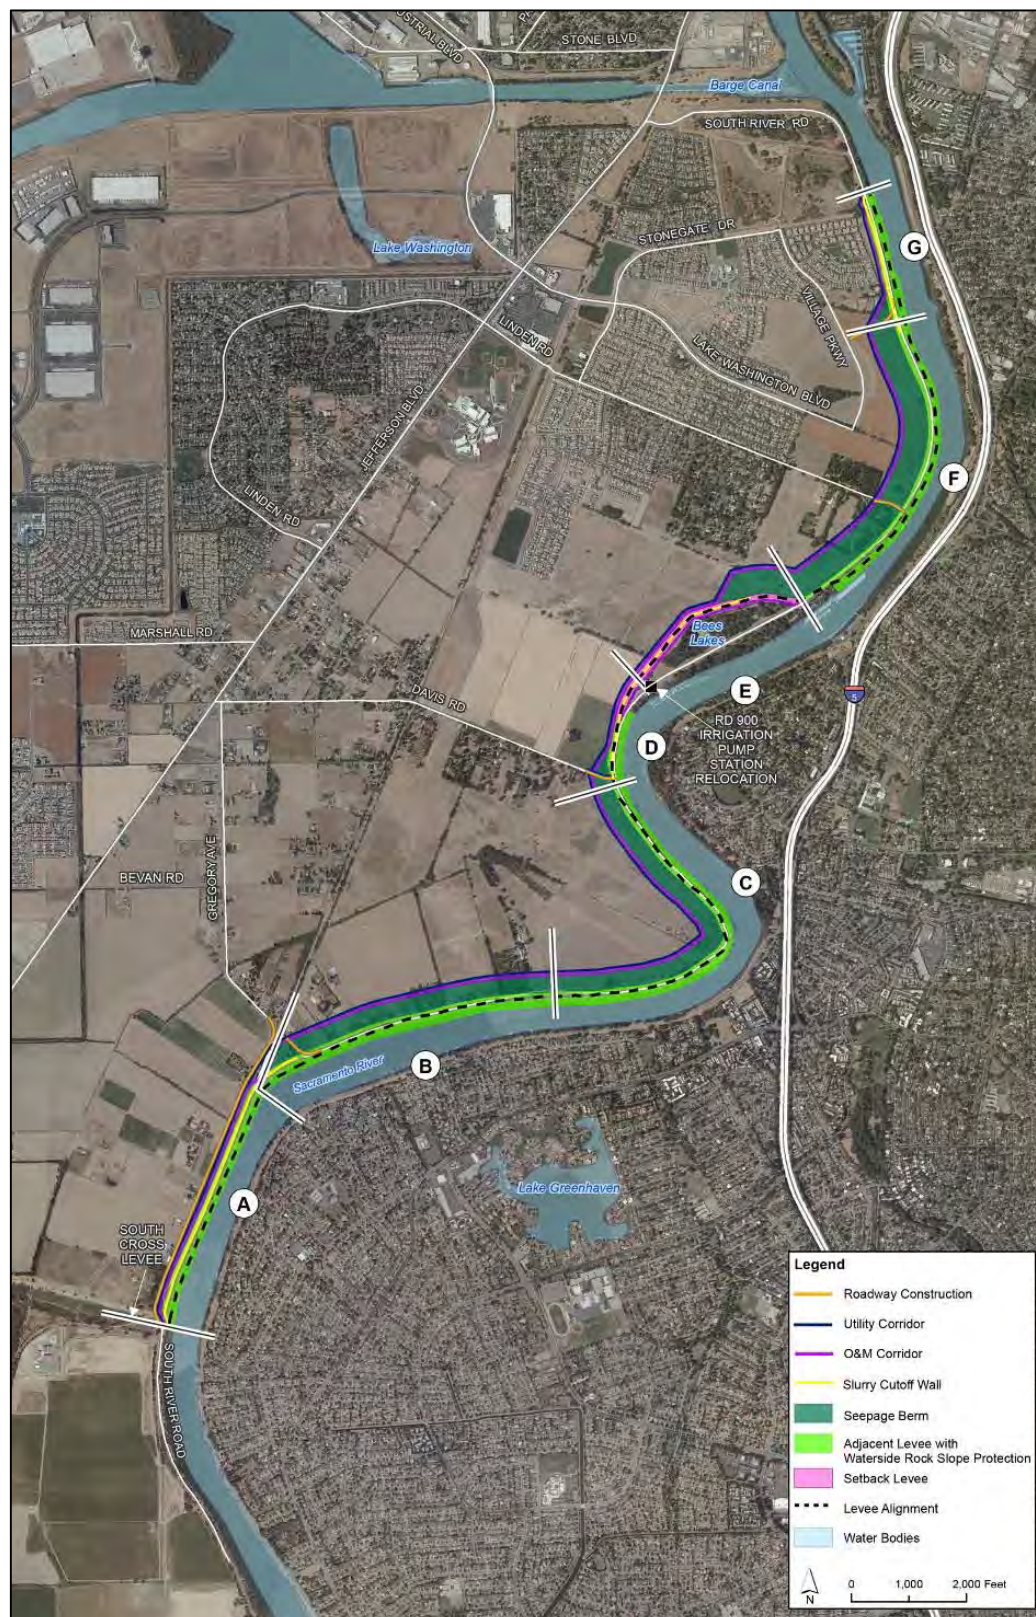 INDUSTRIAL BLVD
STONE BLVD
Barge Canal
SOUTH RIVER RD
STONEGATE DR
Lake Washington
G
VILLAGE PKWY
LINDEN RD
LAKE WASHINGTON BLVD
JEFFERSON BLVD
F
LINDEN RD
Bees
Lakes
MARSHALL RD
DAVIS RD
E
5
RD 900
IRRIGATION
PUMP
STATION
RELOCATION
D
GREGORY AVE
BEVAN RD
C
Sacramento River
B
Lake Greenhaven
A
SOUTH
CROSS
LEVEE
SOUTH RIVER ROAD
Legend
Roadway Construction
Utility Corridor
O&M Corridor
Slurry Cutoff Wall
Seepage Berm
Adjacent Levee with
Waterside Rock Slope Protection
Setback Levee
Levee Alignment
Water Bodies
N
0 1,000 2,000 Feet